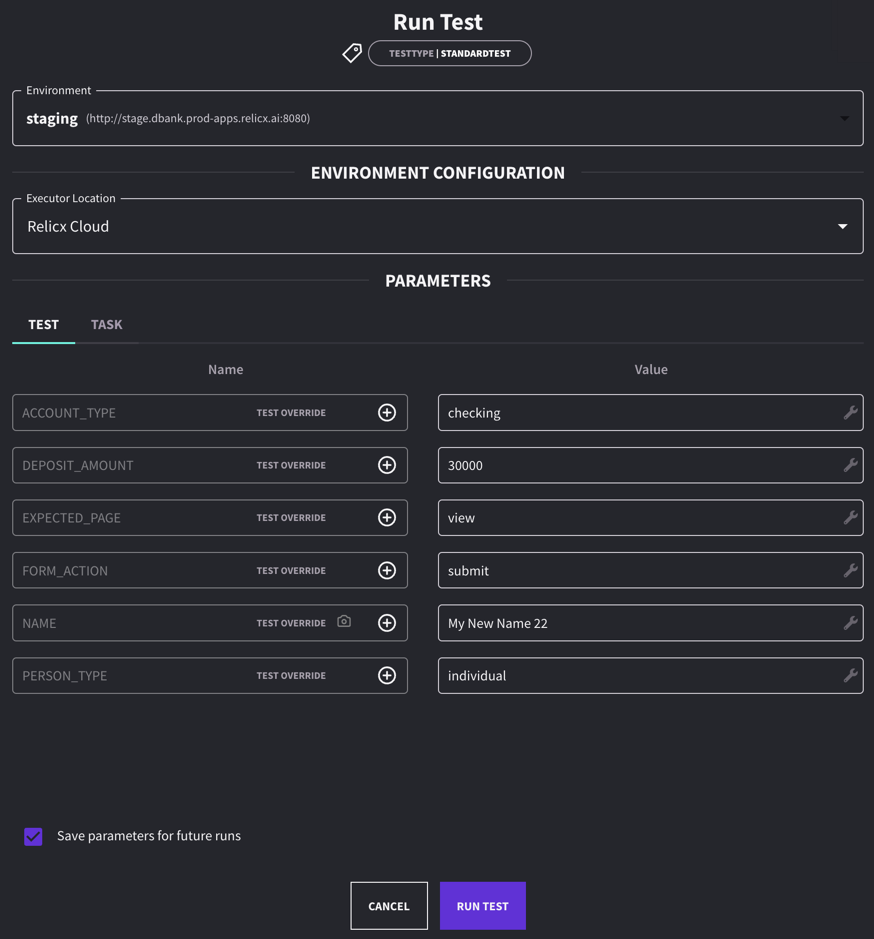 Run Test
TESTTYPE | STANDARDTEST
Environment
staging (http://stage.dbank.prod-apps.relicx.ai:8080)
ENVIRONMENT CONFIGURATION
Executor Location
Relicx Cloud
PARAMETERS
TEST TASK
Name Value
ACCOUNT_TYPE TEST OVERRIDE checking
DEPOSIT_AMOUNT TEST OVERRIDE 30000
EXPECTED_PAGE TEST OVERRIDE view
FORM_ACTION TEST OVERRIDE submit
NAME TEST OVERRIDE My New Name 22
PERSON_TYPE TEST OVERRIDE individual
Save parameters for future runs
CANCEL RUN TEST